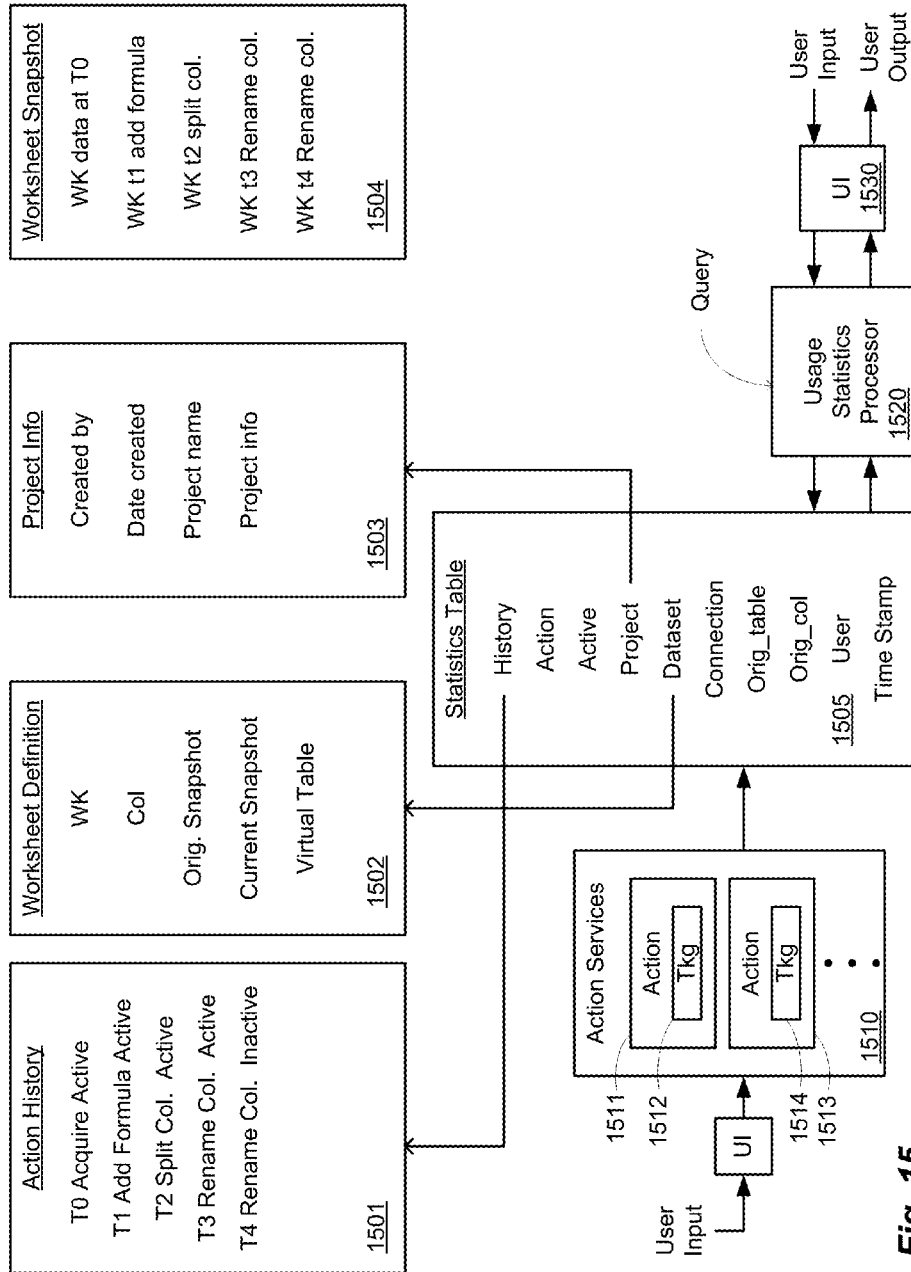 Action History
T0 Acquire Active
T1 Add Formula Active
T2 Split Col. Active
T3 Rename Col. Active
T4 Rename Col. Inactive
1501
Worksheet Definition
WK
Col
Orig. Snapshot
Current Snapshot
Virtual Table
1502
Project Info
Created by
Date created
Project name
Project info
1503
Worksheet Snapshot
WK data at T0
WK t1 add formula
WK t2 split col.
WK t3 Rename col.
WK t4 Rename col.
1504
User
Input
UI
1511
1512
1514
1513
Action Services
Action
Tkg
Action
Tkg
1510
Statistics Table
History
Action
Active
Project
Dataset
Connection
Orig_table
Orig_col
User
1505
Time Stamp
Query
Usage
Statistics
Processor
1520
UI
1530
User
Input
User
Output
Fig. 15